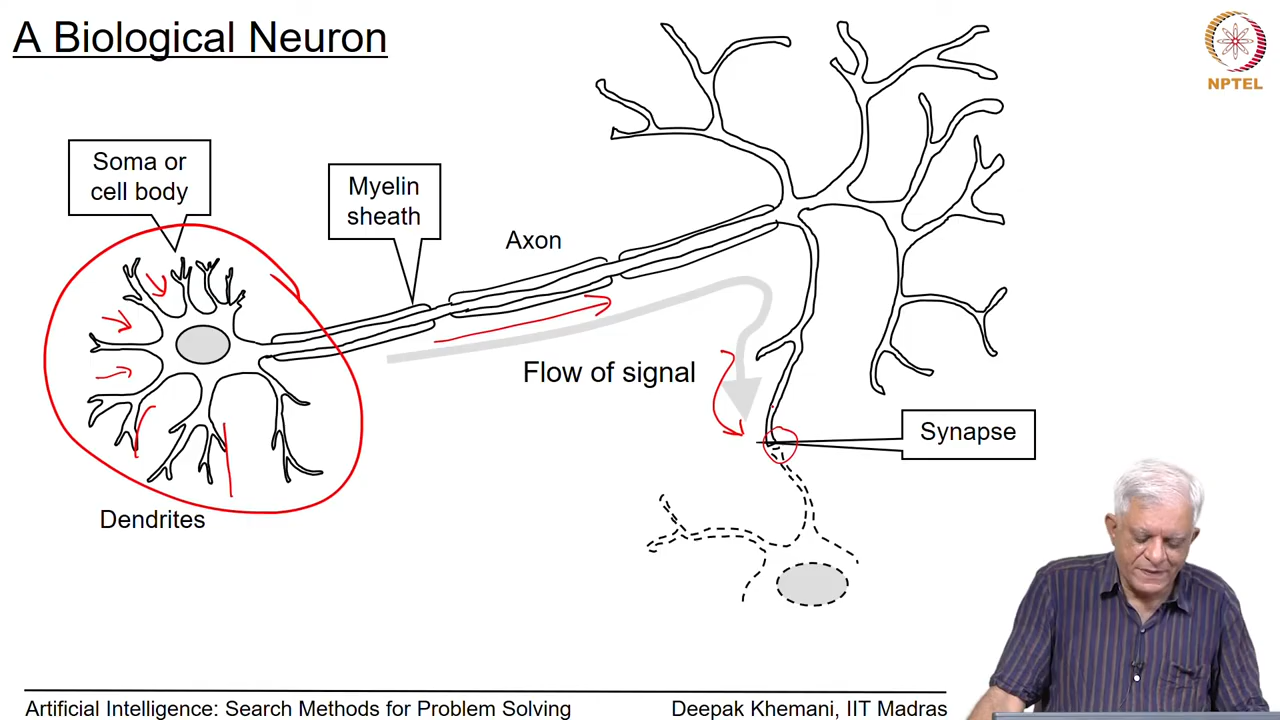 A Biological Neuron
NPTEL
Soma or
cell body
Myelin
sheath
Axon
Flow of signal
Synapse
Dendrites
Artificial Intelligence: Search Methods for Problem Solving
Deepak Khemani, IIT Madras